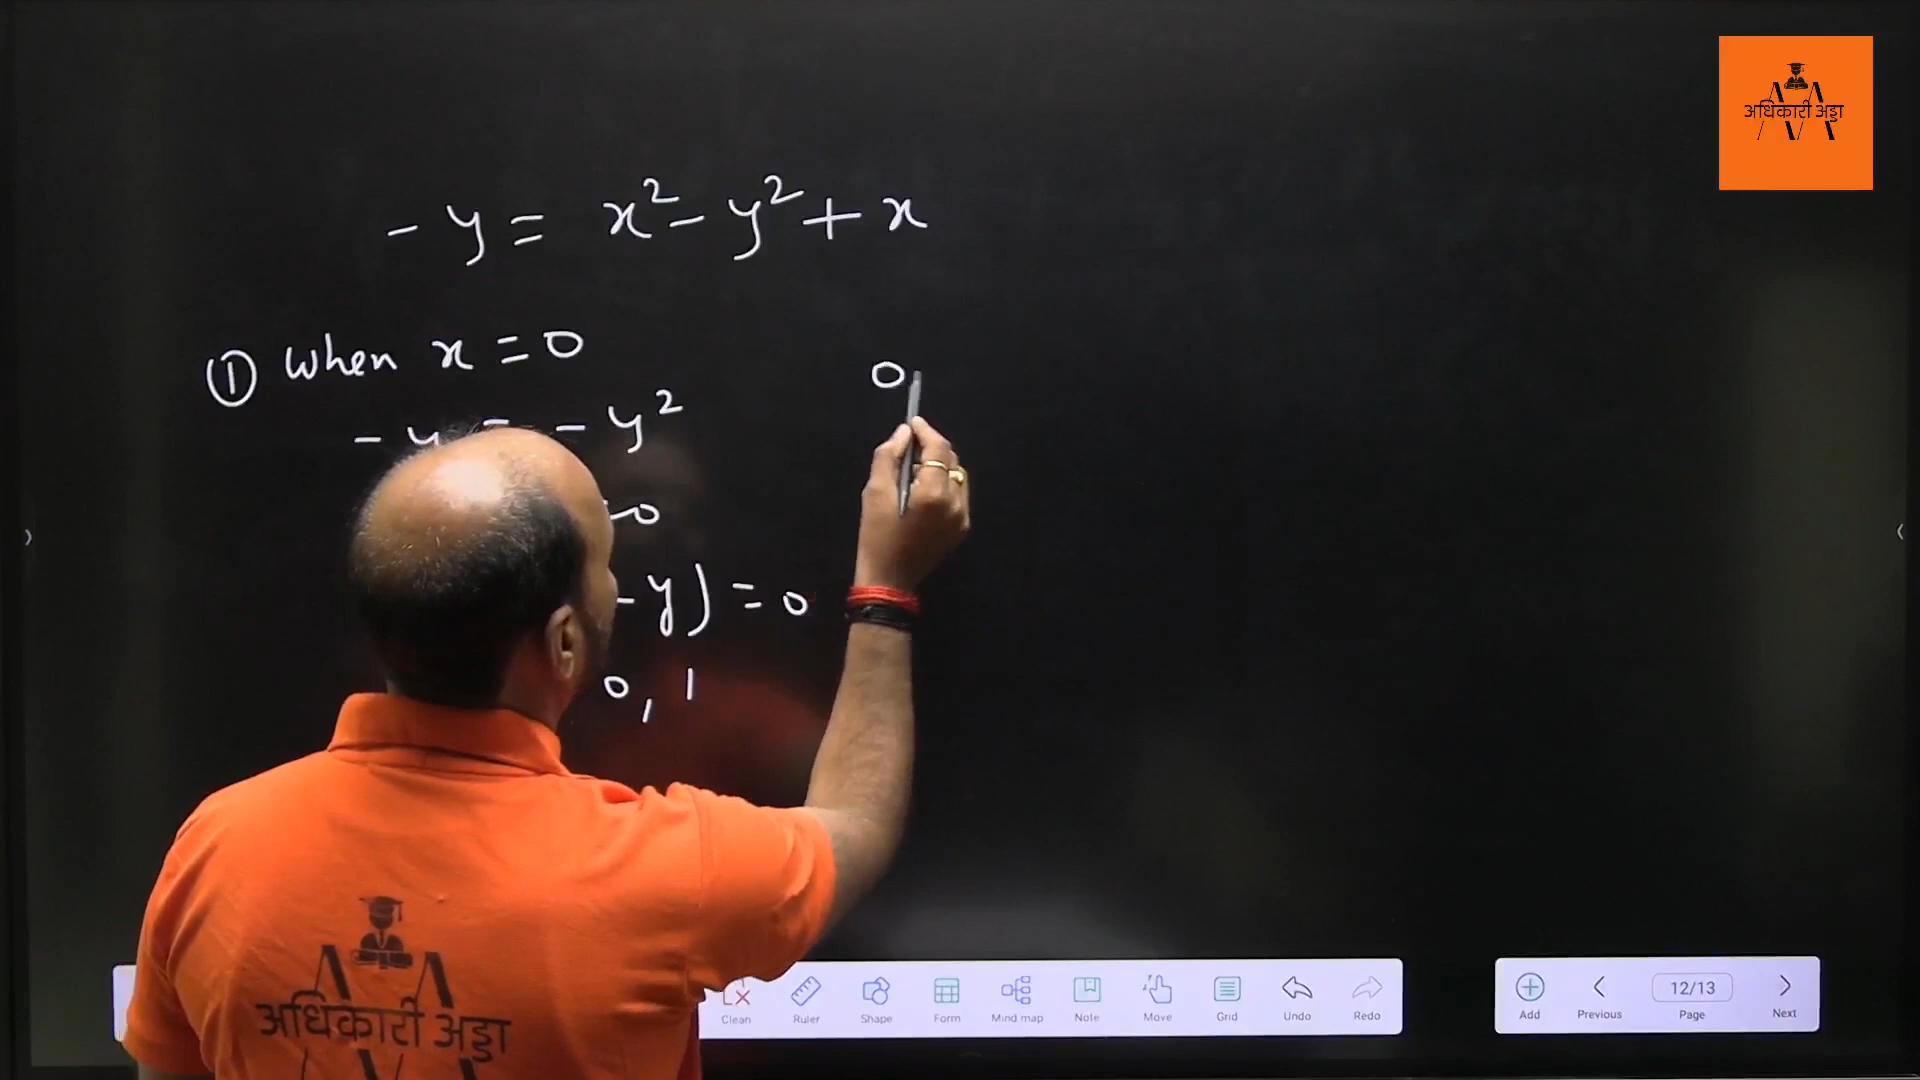 अधिकारी अड्डा
- y = x² - y² + x
① when x = 0
- y = - y²
0
0
- y) = 0
0, 1
अधिकारी अड्डा
Clean
Ruler
Shape
Form
Mind map
Note
Move
Grid
Undo
Redo
Add
Previous
12/13
Page
Next